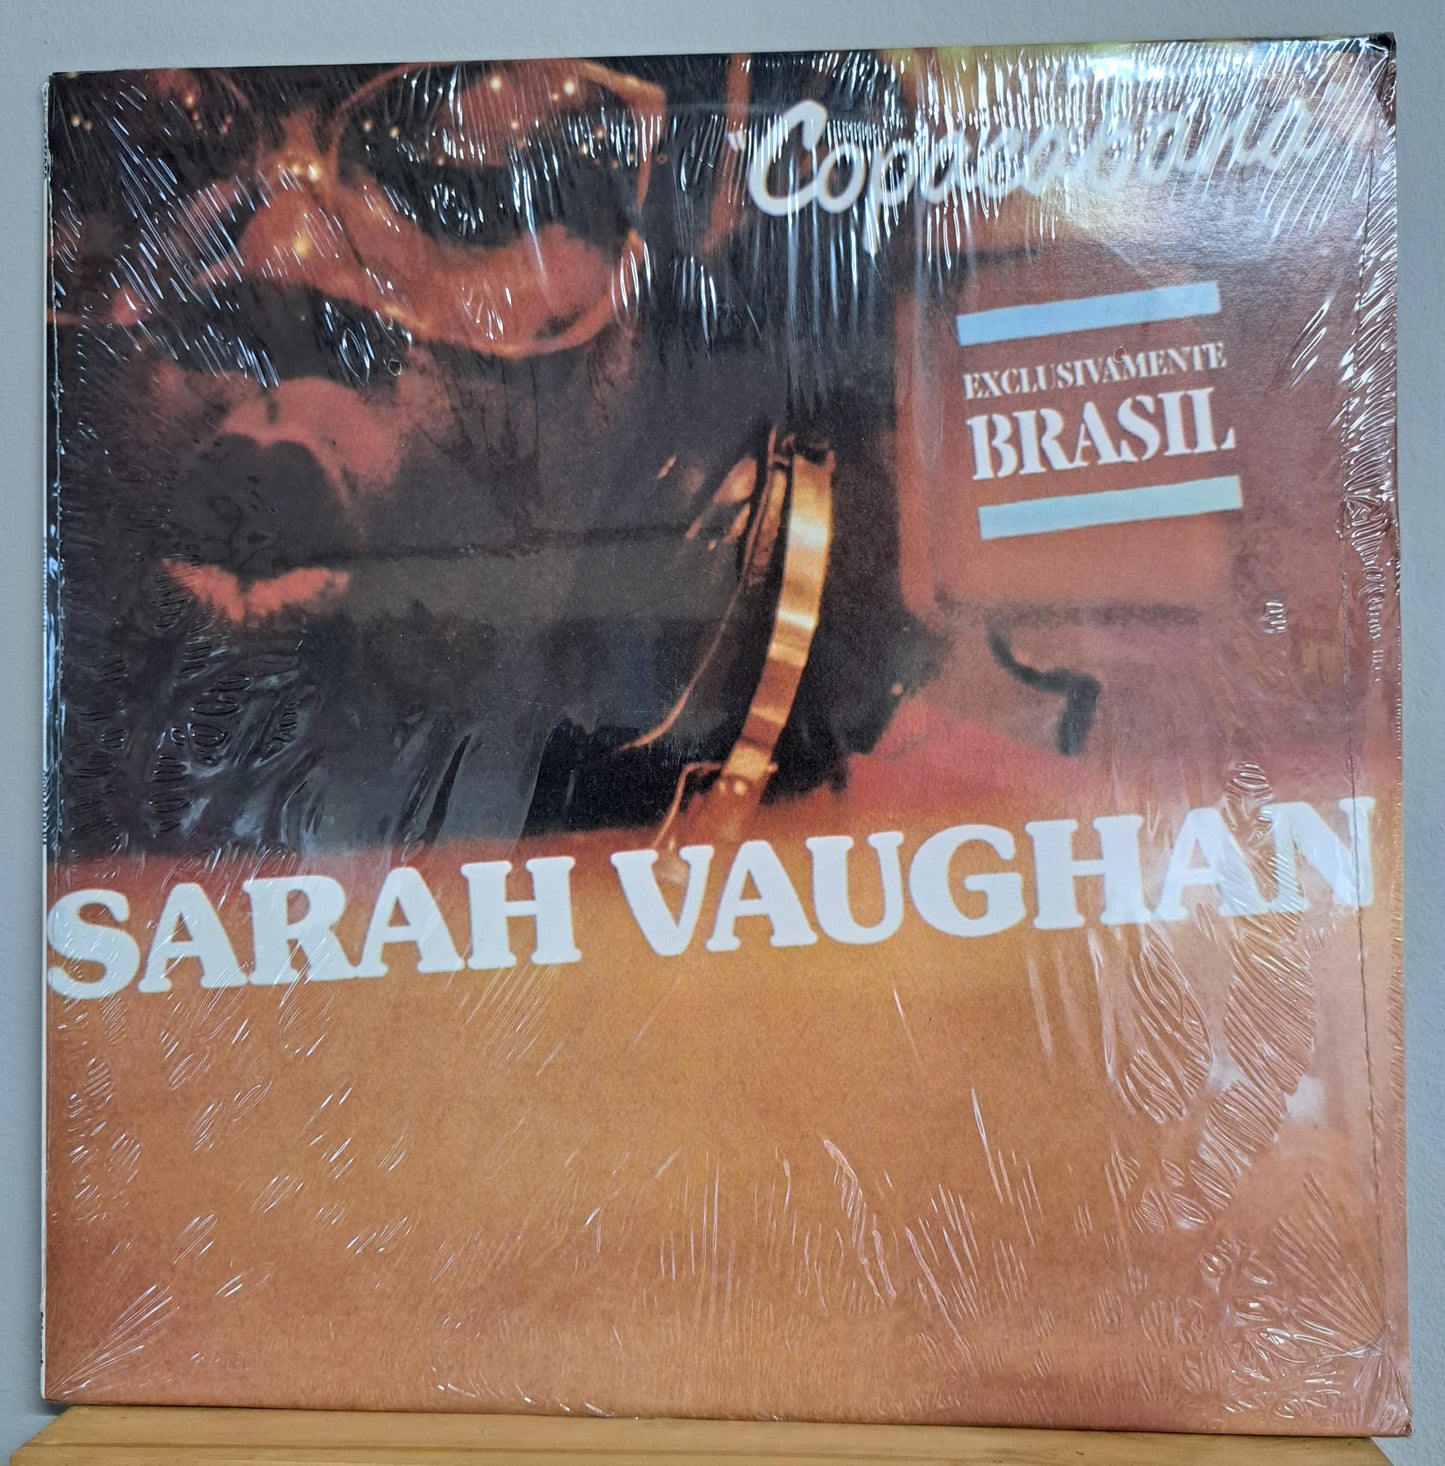 "Copacabana"
EXCLUSIVAMENTE
BRASIL
SARAH VAUGHAN